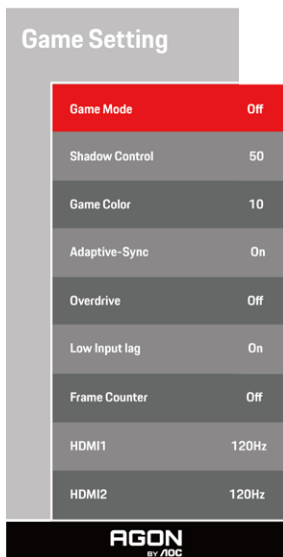 Game Setting
Game Mode Off
Shadow Control 50
Game Color 10
Adaptive-Sync On
Overdrive Off
Low Input lag On
Frame Counter Off
HDMI1 120Hz
HDMI2 120Hz
AGON
BY AOC